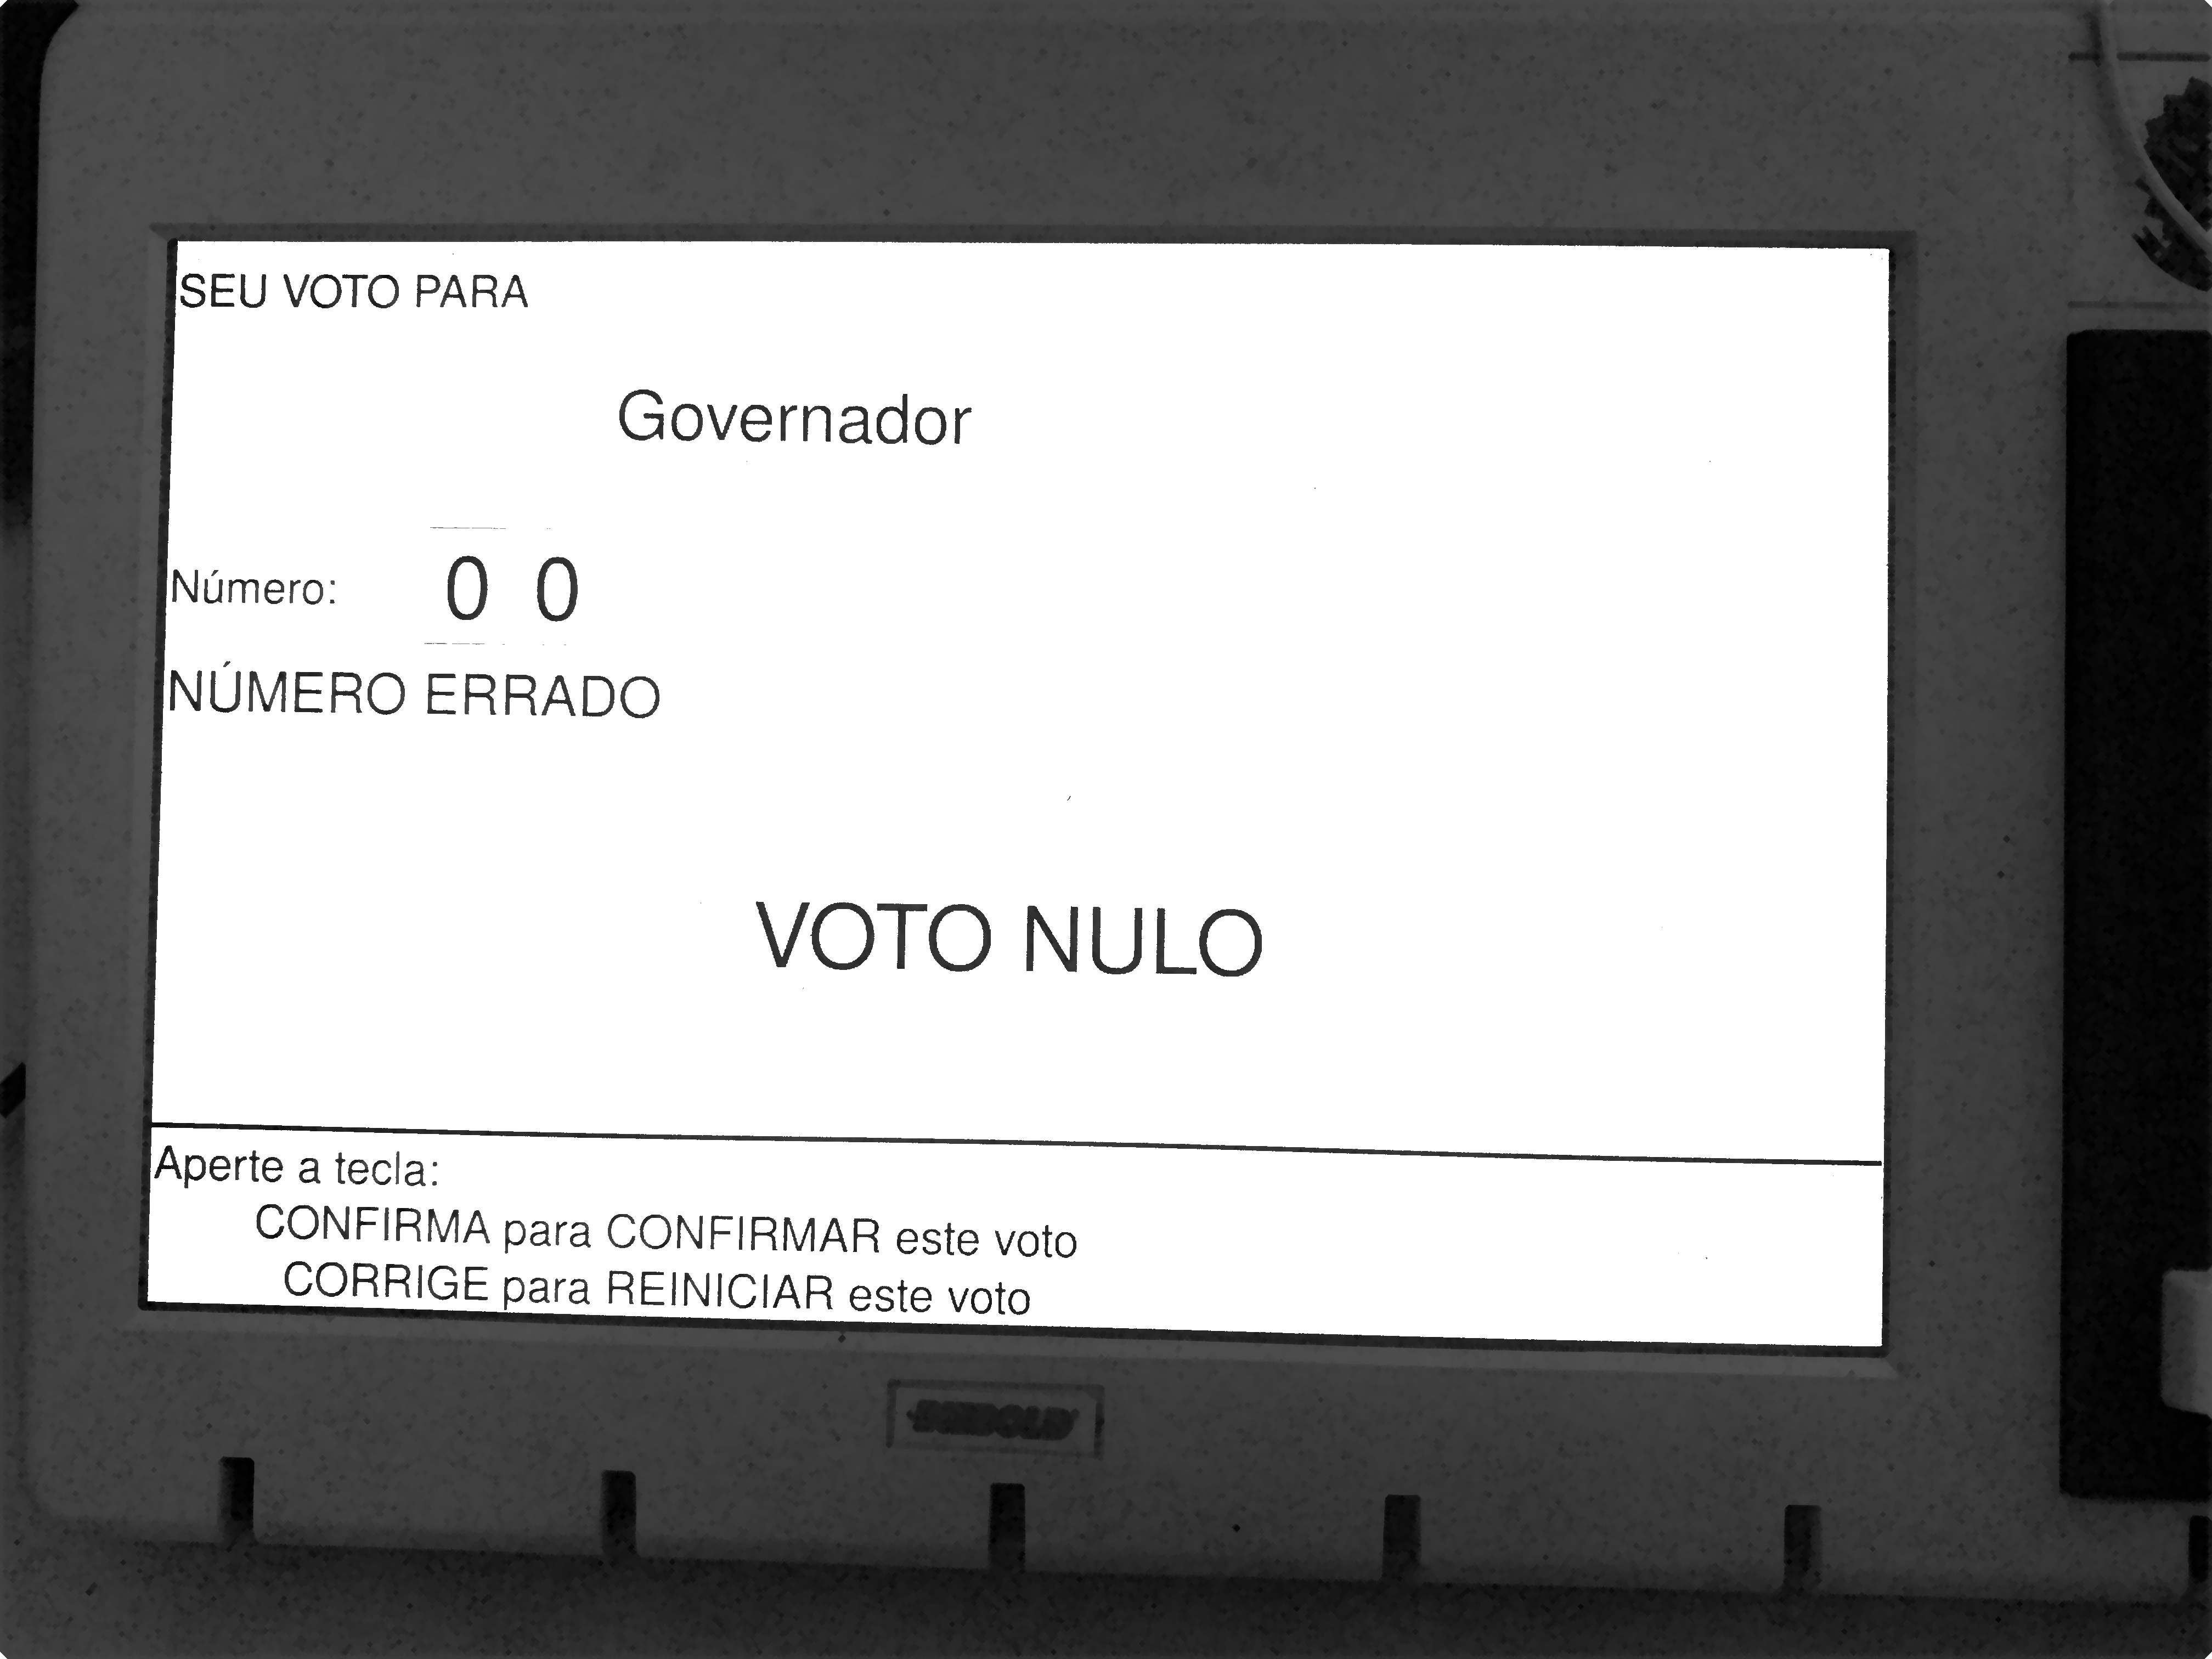 SEU VOTO PARA
Governador
Número: 0 0
NÚMERO ERRADO
VOTO NULO
Aperte a tecla:
CONFIRMA para CONFIRMAR este voto
CORRIGE para REINICIAR este voto